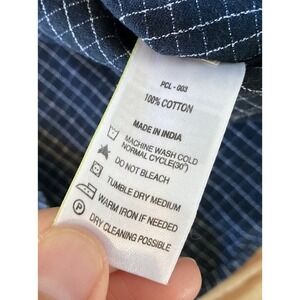 PCL - 003
100% COTTON
MADE IN INDIA
MACHINE WASH COLD
NORMAL CYCLE(30°)
DO NOT BLEACH
TUMBLE DRY MEDIUM
WARM IRON IF NEEDED
DRY CLEANING POSSIBLE